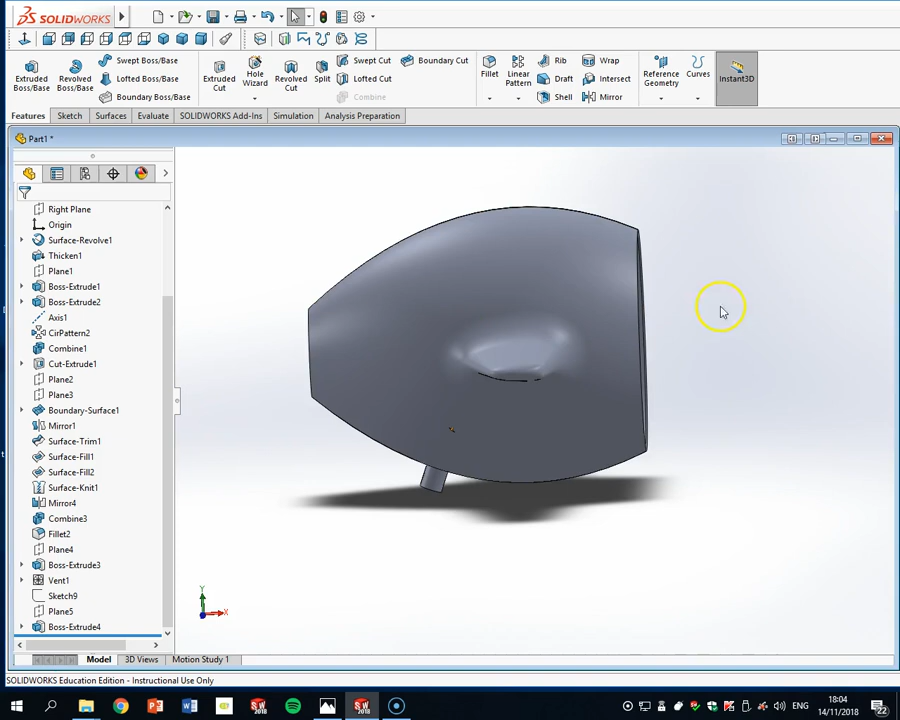 SOLIDWORKS
Extruded Boss/Base
Revolved Boss/Base
Swept Boss/Base
Lofted Boss/Base
Boundary Boss/Base
Extruded Cut
Hole Wizard
Revolved Cut
Split
Swept Cut
Lofted Cut
Combine
Boundary Cut
Fillet
Linear Pattern
Rib
Draft
Shell
Wrap
Intersect
Mirror
Reference Geometry
Curves
Instant3D
Features
Sketch
Surfaces
Evaluate
SOLIDWORKS Add-Ins
Simulation
Analysis Preparation
Part1 *
Right Plane
Origin
Surface-Revolve1
Thicken1
Plane1
Boss-Extrude1
Boss-Extrude2
Axis1
CirPattern2
Combine1
Cut-Extrude1
Plane2
Plane3
Boundary-Surface1
Mirror1
Surface-Trim1
Surface-Fill1
Surface-Fill2
Surface-Knit1
Mirror4
Combine3
Fillet2
Plane4
Boss-Extrude3
Vent1
Sketch9
Plane5
Boss-Extrude4
Y
X
Model
3D Views
Motion Study 1
SOLIDWORKS Education Edition - Instructional Use Only
ENG
18:04
14/11/2018
22